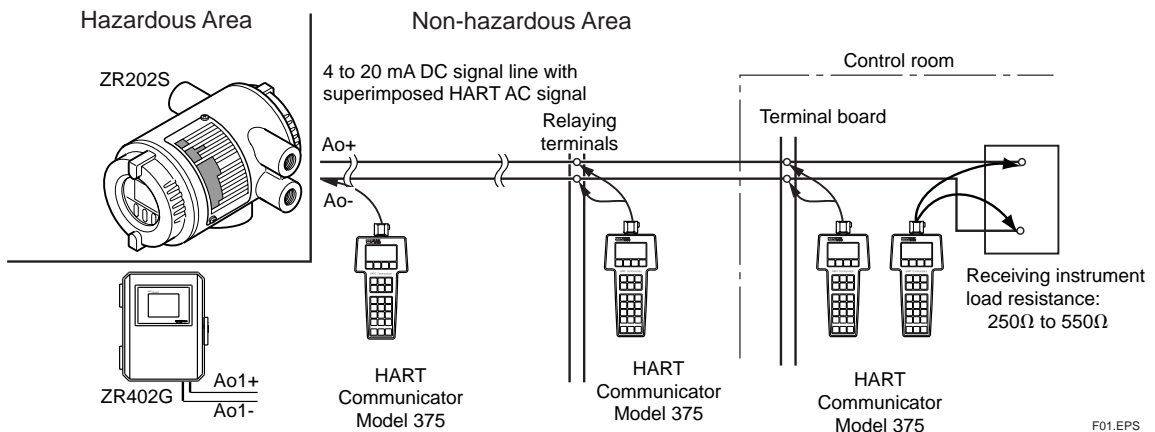 Hazardous Area
Non-hazardous Area
ZR202S
4 to 20 mA DC signal line with
superimposed HART AC signal
Control room
Relaying
terminals
Terminal board
Ao+
Ao-
Receiving instrument
load resistance:
250Ω to 550Ω
ZR402G
Ao1+
Ao1-
HART
Communicator
Model 375
HART
Communicator
Model 375
HART
Communicator
Model 375
F01.EPS